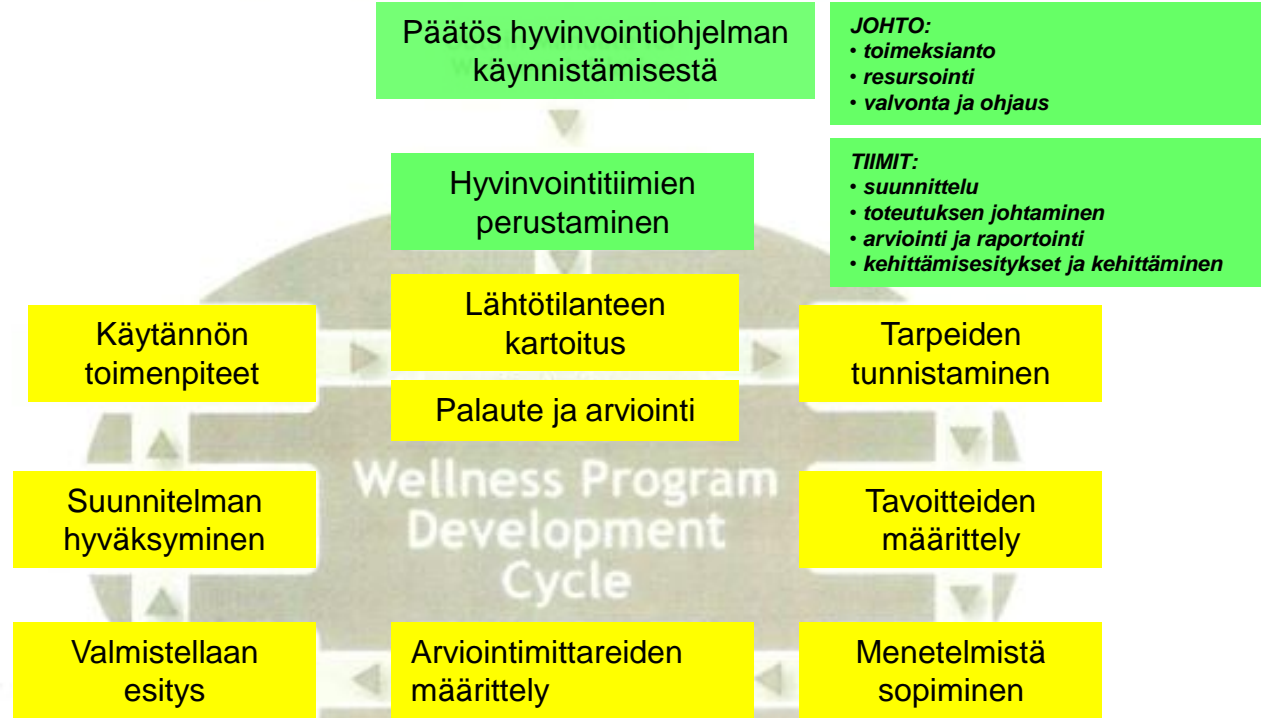 Päätös hyvinvointiohjelman
käynnistämisestä
JOHTO:
• toimeksianto
• resursointi
• valvonta ja ohjaus
Hyvinvointitiimien
perustaminen
TIIMIT:
• suunnittelu
• toteutuksen johtaminen
• arviointi ja raportointi
• kehittämisesitykset ja kehittäminen
Käytännön
toimenpiteet
Lähtötilanteen
kartoitus
Tarpeiden
tunnistaminen
Palaute ja arviointi
Suunnitelman
hyväksyminen
Wellness Program
Development
Cycle
Tavoitteiden
määrittely
Valmistellaan
esitys
Arviointimittareiden
määrittely
Menetelmistä
sopiminen